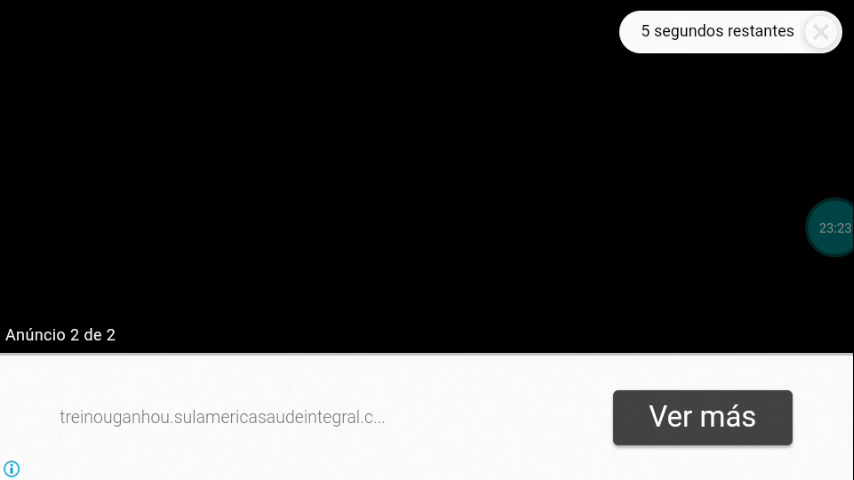 5 segundos restantes
23:23
Anúncio 2 de 2
treinouganhou.sulamericasaudeintegral.c...
Ver más